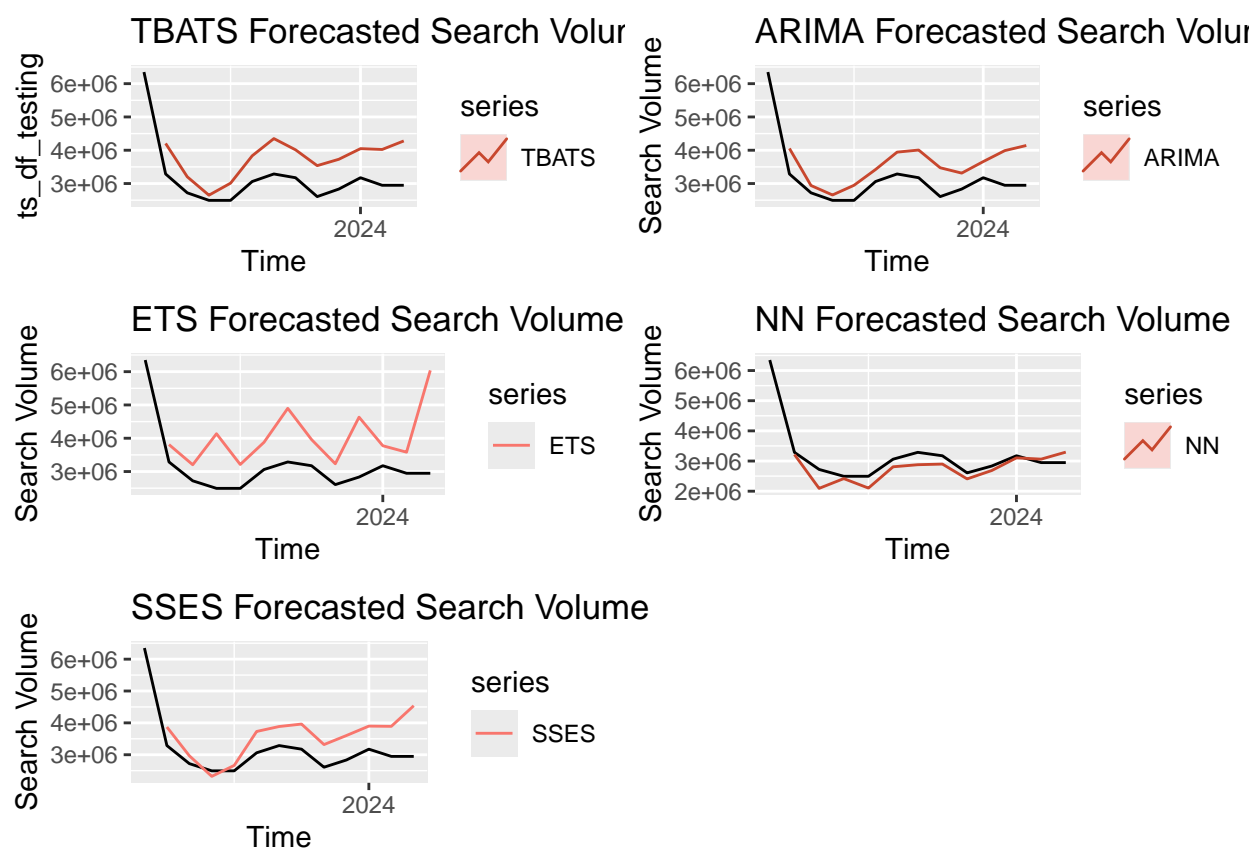 TBATS Forecasted Search Volur
ts_df_testing
6e+06
5e+06
4e+06
3e+06
2024
Time
series
TBATS
ARIMA Forecasted Search Volur
Search Volume
6e+06
5e+06
4e+06
3e+06
2024
Time
series
ARIMA
ETS Forecasted Search Volume
Search Volume
6e+06
5e+06
4e+06
3e+06
2024
Time
series
ETS
NN Forecasted Search Volume
Search Volume
6e+06
5e+06
4e+06
3e+06
2e+06
2024
Time
series
NN
SSES Forecasted Search Volume
Search Volume
6e+06
5e+06
4e+06
3e+06
2024
Time
series
SSES